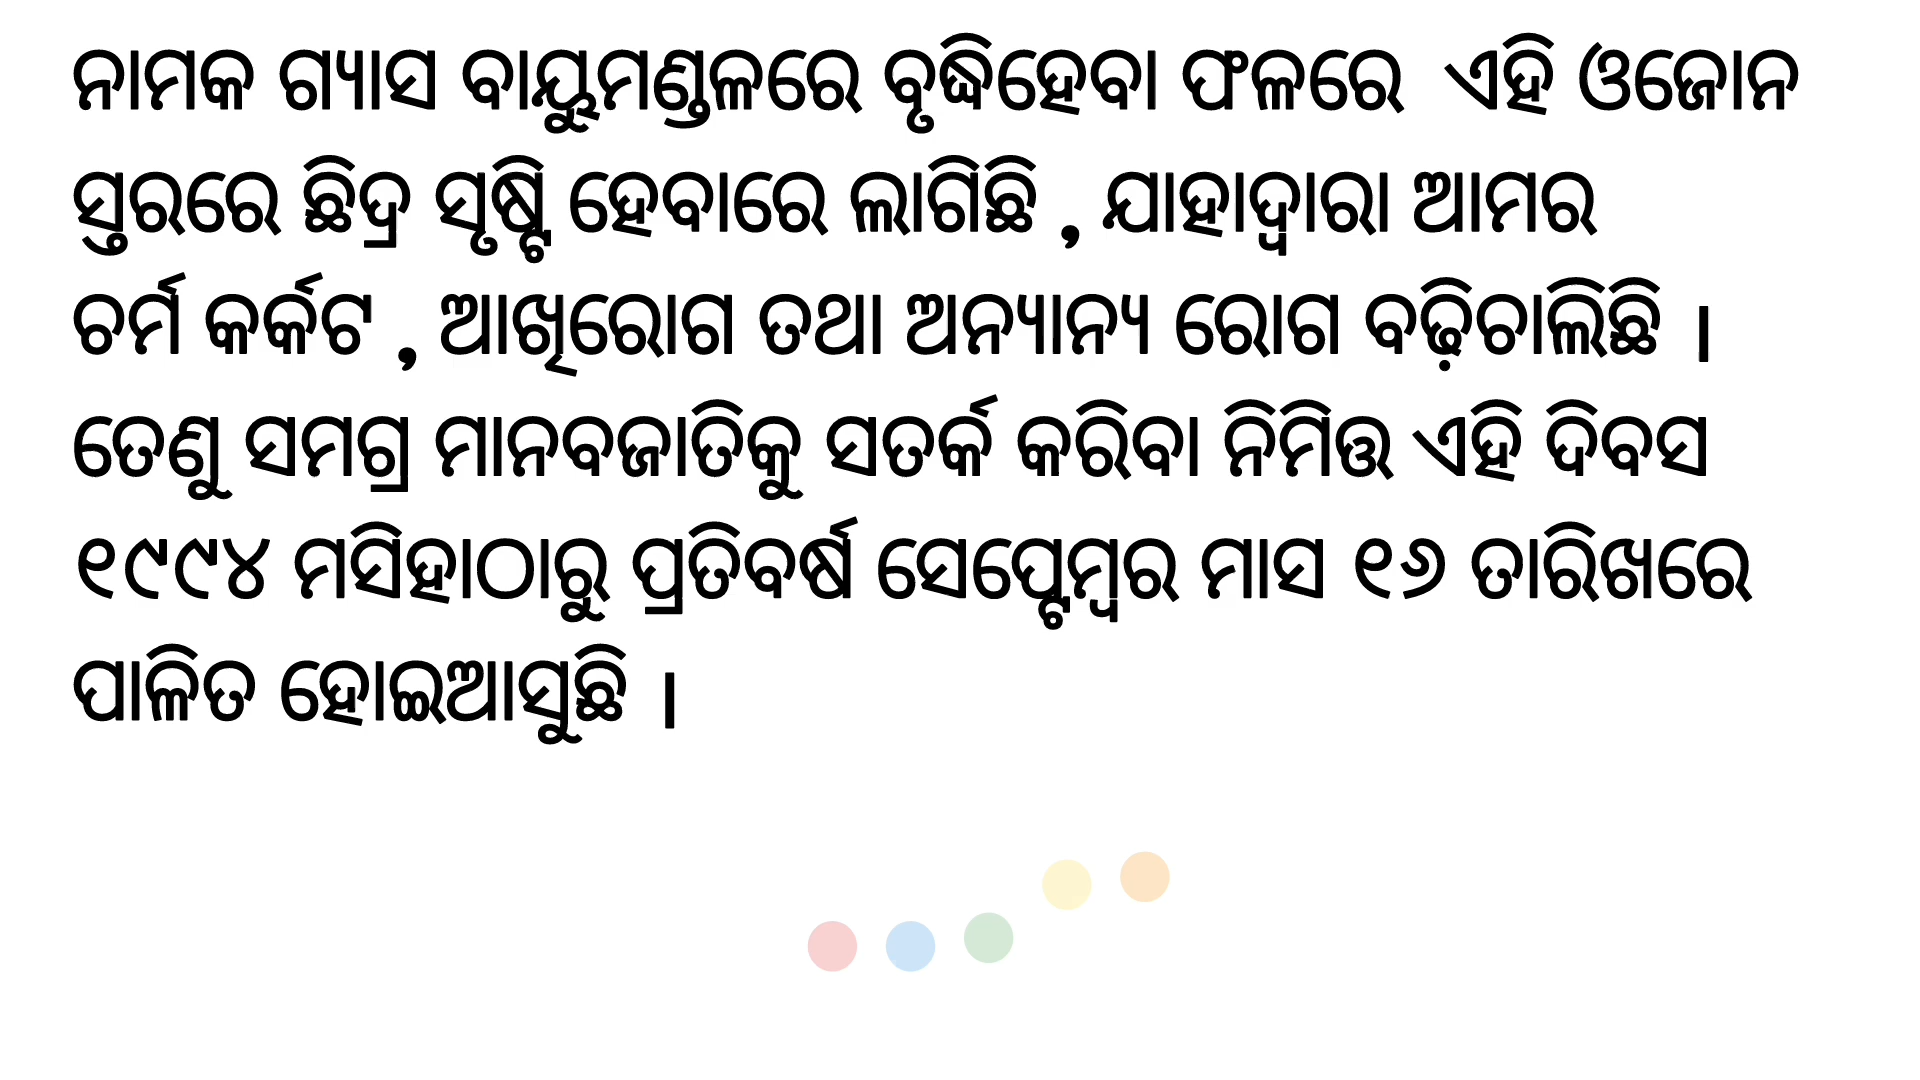 ନାମକ ଗ୍ୟାସ ବାୟୁମଣ୍ଡଳରେ ବୃଦ୍ଧିହେବା ଫଳରେ  ଏହି ଓଜୋନ
ସ୍ତରରେ ଛିଦ୍ର ସୃଷ୍ଟି ହେବାରେ ଲାଗିଛି , ଯାହାଦ୍ୱାରା ଆମର
ଚର୍ମ କର୍କଟ , ଆଖିରୋଗ ତଥା ଅନ୍ୟାନ୍ୟ ରୋଗ ବଢ଼ିଚାଲିଛି ।
ତେଣୁ ସମଗ୍ର ମାନବଜାତିକୁ ସତର୍କ କରିବା ନିମିତ୍ତ ଏହି ଦିବସ
୧୯୯୪ ମସିହାଠାରୁ ପ୍ରତିବର୍ଷ ସେପ୍ଟେମ୍ବର ମାସ ୧୬ ତାରିଖରେ
ପାଳିତ ହୋଇଆସୁଛି ।